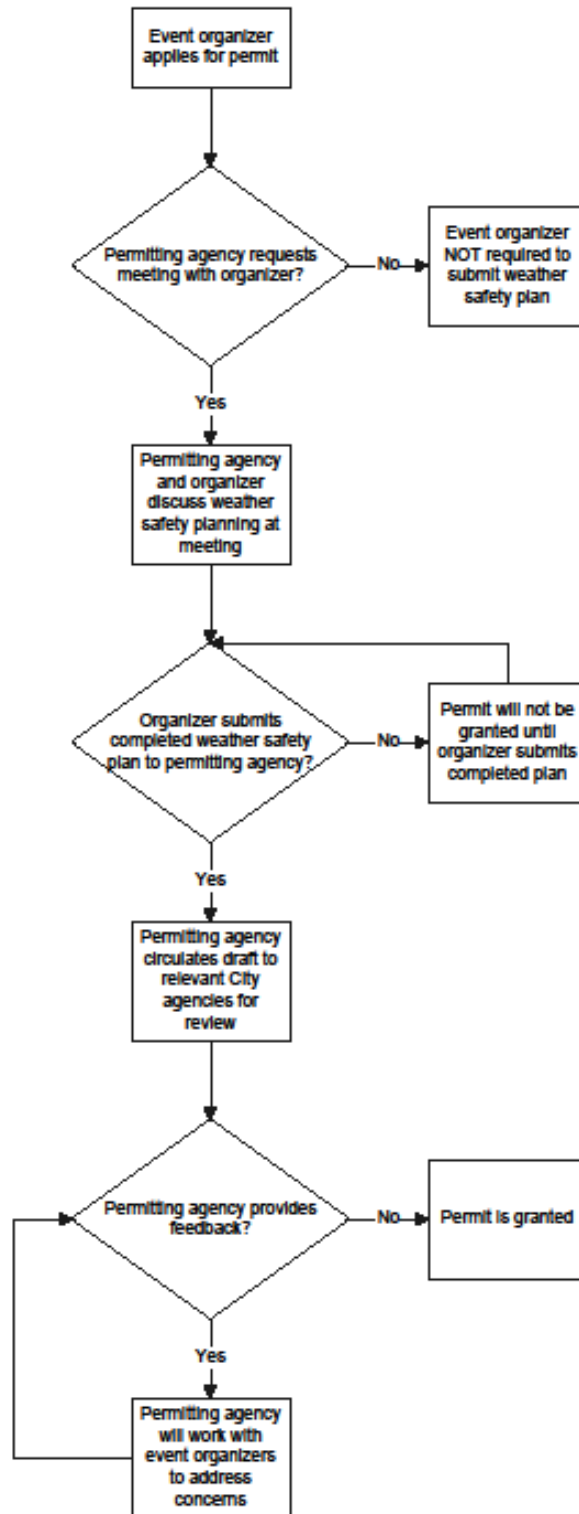 Event organizer
applies for permit
Permitting agency requests
meeting with organizer?
No
Event organizer
NOT required to
submit weather
safety plan
Yes
Permitting agency
and organizer
discuss weather
safety planning at
meeting
Organizer submits
completed weather safety
plan to permitting agency?
No
Permit will not be
granted until
organizer submits
completed plan
Yes
Permitting agency
circulates draft to
relevant City
agencies for
review
Permitting agency provides
feedback?
No
Permit is granted
Yes
Permitting agency
will work with
event organizers
to address
concerns